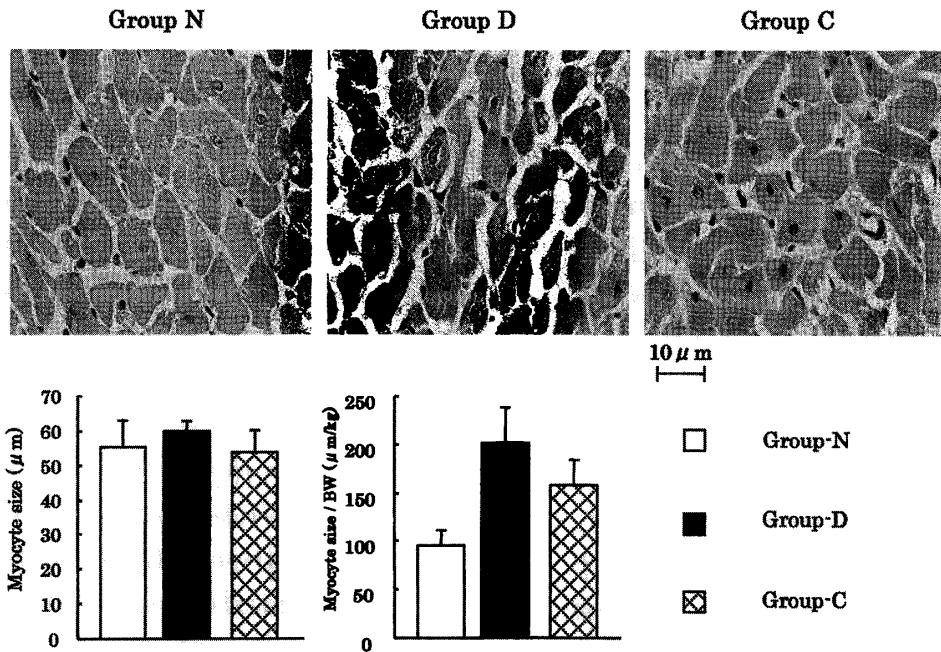 Group N
Group D
Group C
10 μ m
Myocyte size (μ m)
70
60
50
40
30
20
10
0
Myocyte size / BW (μ m/kg)
250
200
150
100
50
0
Group-N
Group-D
Group-C